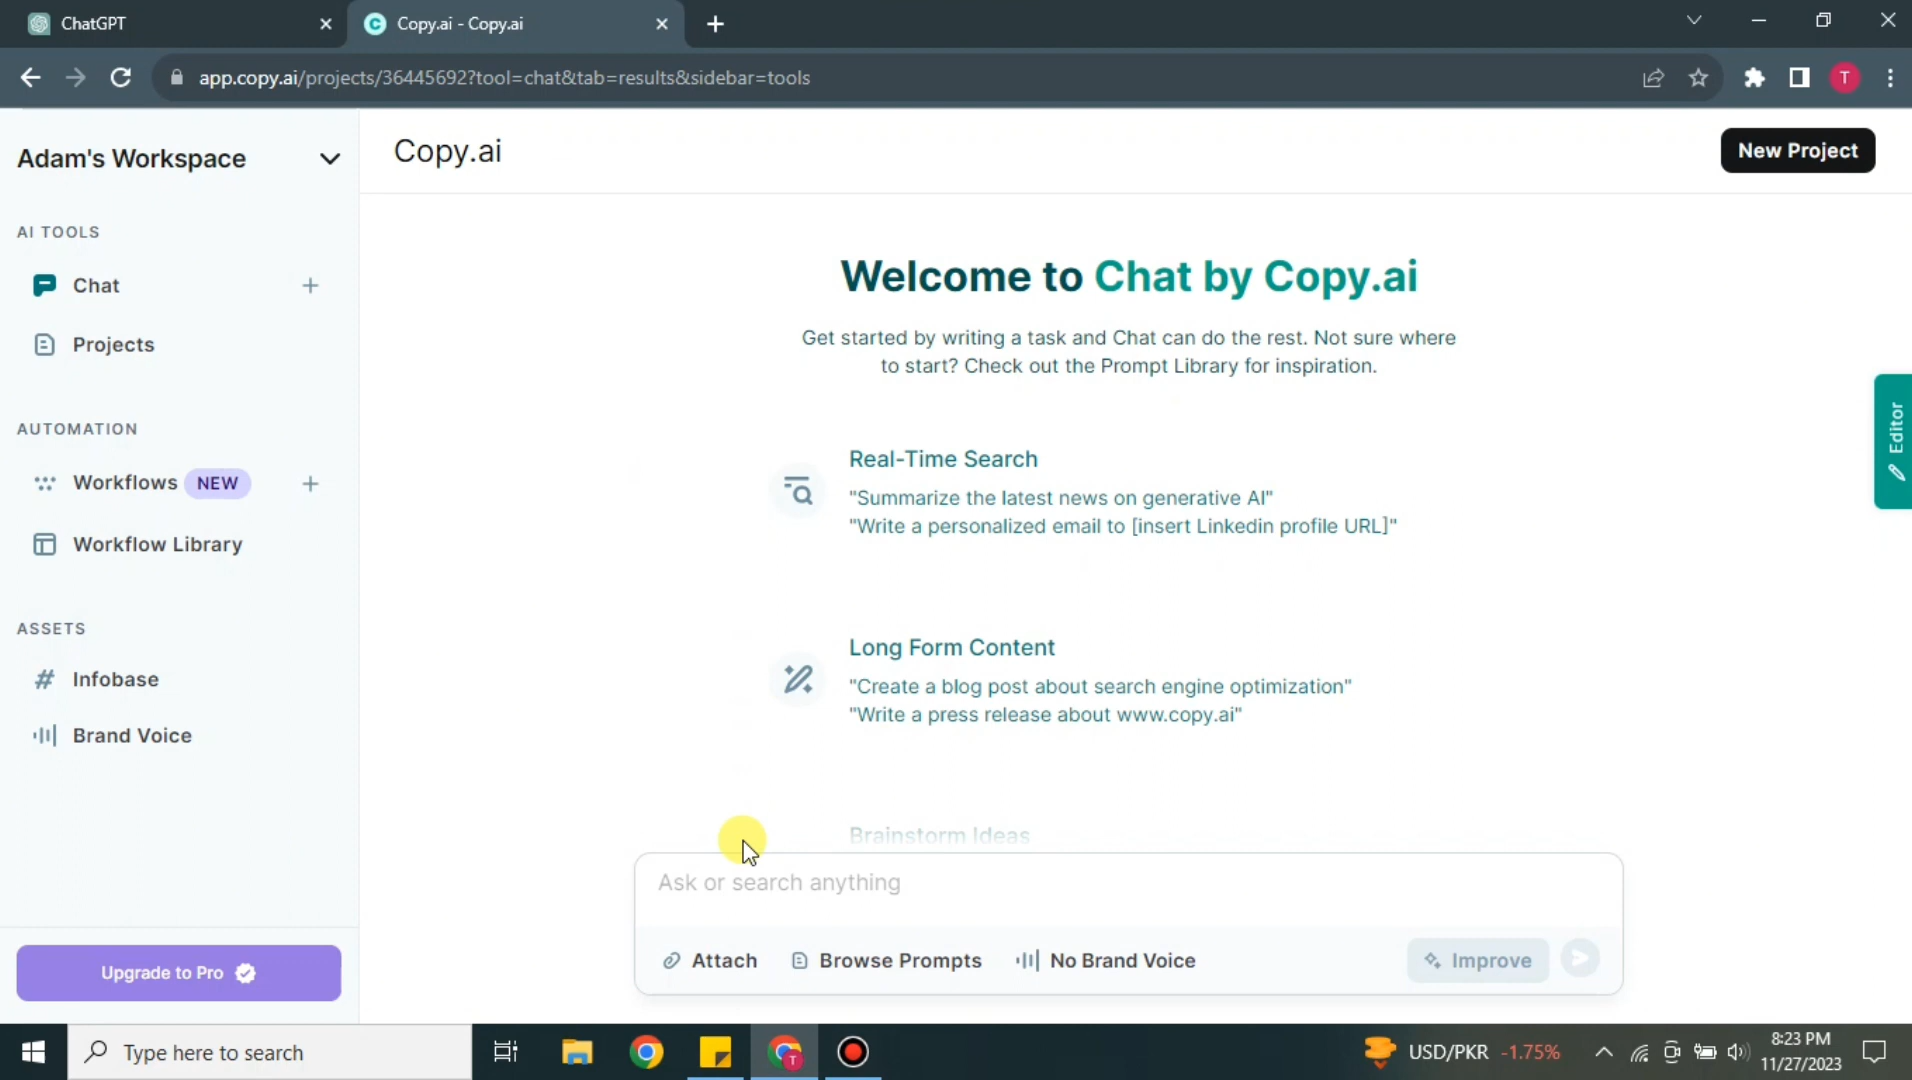 ChatGPT
Copy.ai - Copy.ai
app.copy.ai/projects/36445692?tool=chat&tab=results&sidebar=tools
T
Adam's Workspace
Copy.ai
New Project
AI TOOLS
Chat
Projects
AUTOMATION
Workflows NEW
Workflow Library
ASSETS
Infobase
Brand Voice
Upgrade to Pro
Welcome to Chat by Copy.ai
Get started by writing a task and Chat can do the rest. Not sure where
to start? Check out the Prompt Library for inspiration.
Real-Time Search
"Summarize the latest news on generative AI"
"Write a personalized email to [insert Linkedin profile URL]"
Long Form Content
"Create a blog post about search engine optimization"
"Write a press release about www.copy.ai"
Brainstorm Ideas
Editor
Ask or search anything
Attach Browse Prompts No Brand Voice Improve
Type here to search
T
USD/PKR -1.75%
8:23 PM
11/27/2023